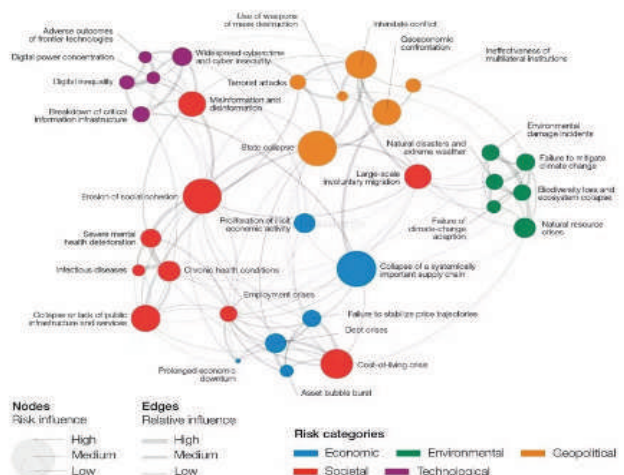 Adverse outcomes
of frontier technologies
Digital power concentration
Digital inequality
Breakdown of critical
information infrastructure
Widespread cybercrime
and cyber insecurity
Misinformation and
disinformation
Use of weapons
of mass destruction
Interstate conflict
Geoeconomic
confrontation
Ineffectiveness of
multilateral institutions
Terrorist attacks
State collapse
Natural disasters and
extreme weather
Large-scale
involuntary migration
Environmental
damage incidents
Failure to mitigate
climate change
Biodiversity loss and
ecosystem collapse
Natural resource
crises
Failure of
climate-change
adaption
Erosion of social cohesion
Proliferation of illicit
economic activity
Severe mental
health deterioration
Infectious diseases
Chronic health conditions
Collapse of a systemically
important supply chain
Employment crises
Collapse or lack of public
infrastructure and services
Failure to stabilize price trajectories
Debt crises
Prolonged economic
downturn
Cost-of-living crisis
Asset bubble burst
Nodes
Risk influence
High
Medium
Low
Edges
Relative influence
High
Medium
Low
Risk categories
Economic
Environmental
Geopolitical
Societal
Technological